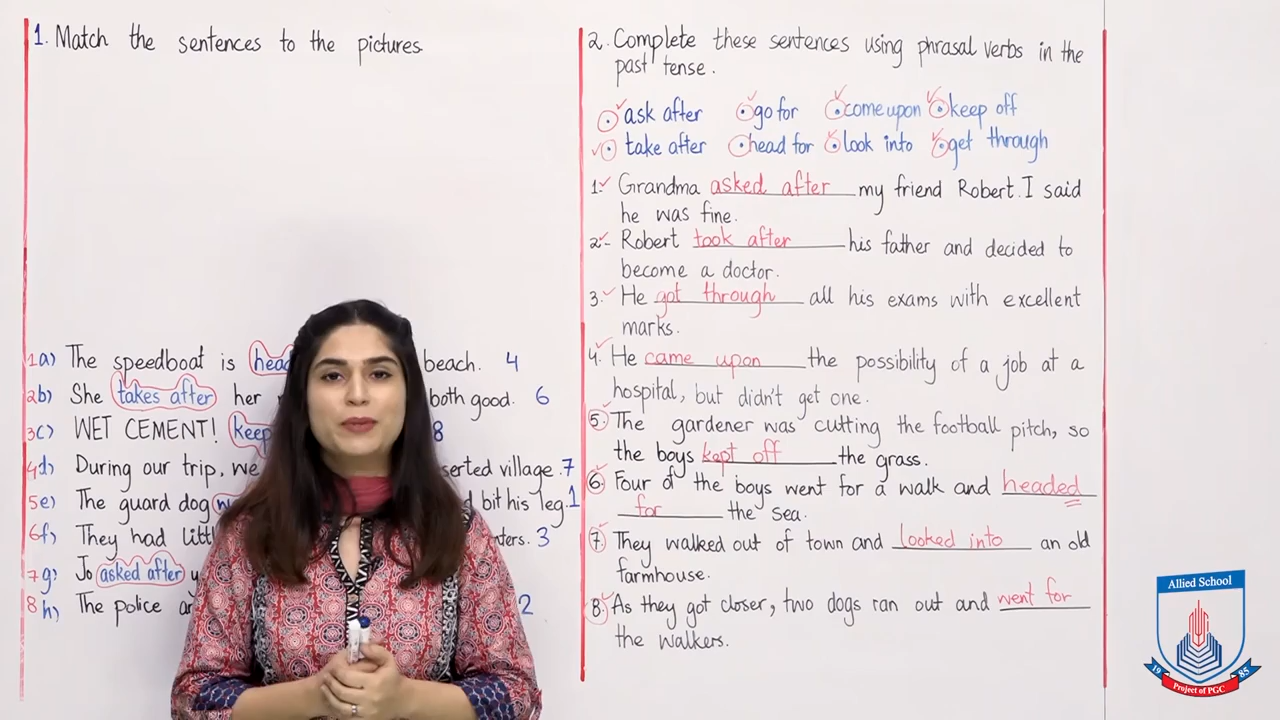 1. Match the sentences to the pictures
1a) The speedboat is beach. 4
2b) She takes after her both good. 6
3c) WET CEMENT! keep 8
4d) During our trip, we village. 7
5e) The guard dog bit his leg. 1
6f) They had 3
7g) Jo asked after
8h) The police 2
2. Complete these sentences using phrasal verbs in the
past tense.
ask after go for come upon keep off
take after head for look into get through
1. Grandma asked after my friend Robert. I said
he was fine.
2.- Robert took after his father and decided to
become a doctor.
3. He got through all his exams with excellent
marks.
4. He came upon the possibility of a job at a
hospital, but didn't get one.
5. The gardener was cutting the football pitch, so
the boys kept off the grass.
6. Four of the boys went for a walk and headed
for the sea.
7. They walked out of town and looked into an old
farmhouse.
8. As they got closer, two dogs ran out and went for
the walkers.
Allied School
19 85
Project of PGC